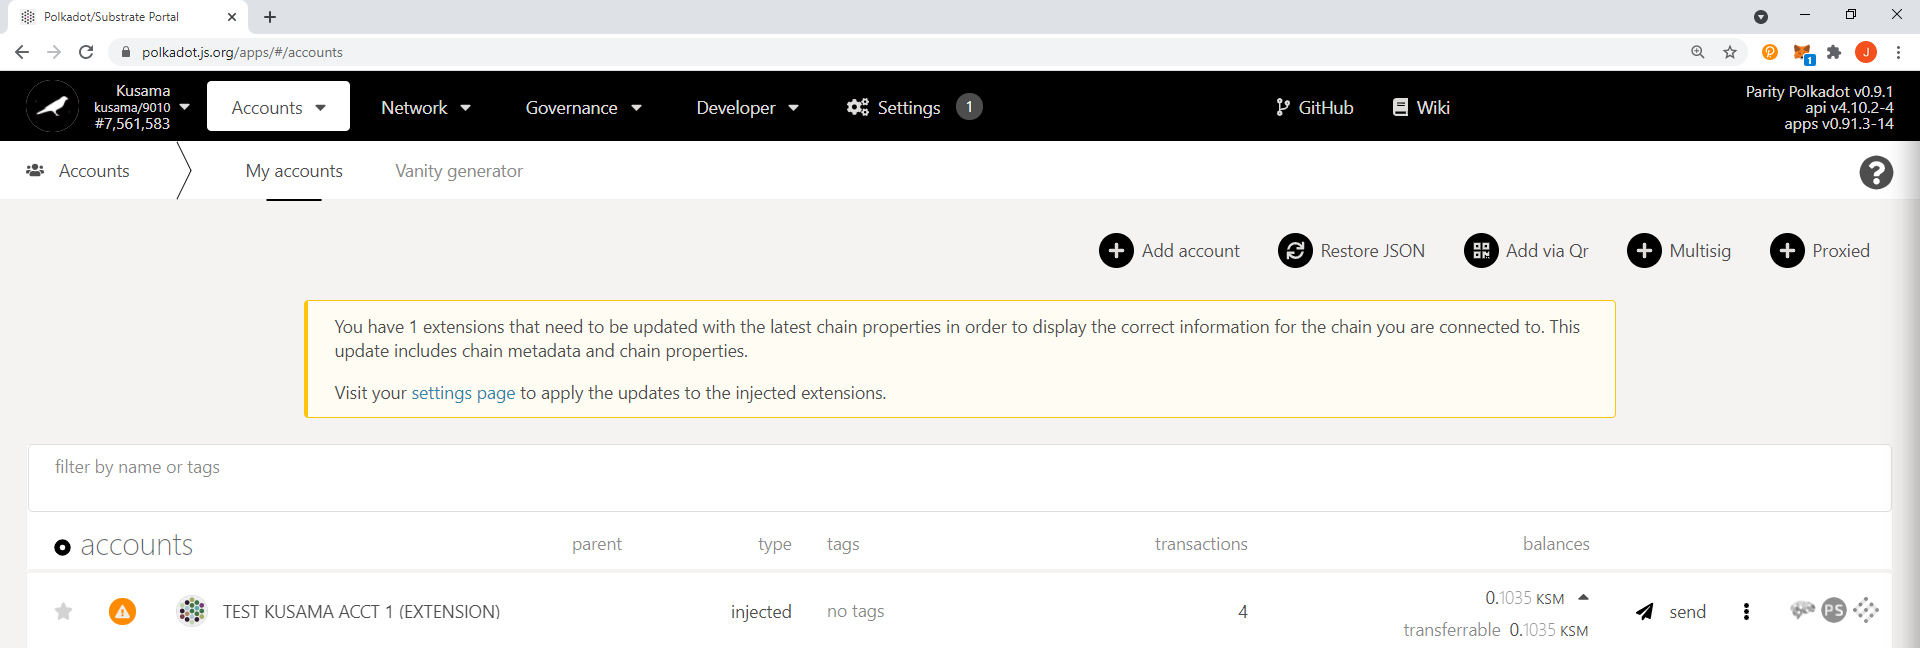 Polkadot/Substrate Portal
polkadot.js.org/apps/#/accounts
1
J
Kusama
kusama/9010
#7,561,583
Accounts
Network
Governance
Developer
Settings
1
GitHub
Wiki
Parity Polkadot v0.9.1
api v4.10.2-4
apps v0.91.3-14
Accounts
My accounts
Vanity generator
?
Add account
Restore JSON
Add via Qr
Multisig
Proxied
You have 1 extensions that need to be updated with the latest chain properties in order to display the correct information for the chain you are connected to. This
update includes chain metadata and chain properties.
Visit your settings page to apply the updates to the injected extensions.
filter by name or tags
accounts
parent
type
tags
transactions
balances
TEST KUSAMA ACCT 1 (EXTENSION)
injected
no tags
4
0.1035 KSM
transferrable 0.1035 KSM
send
PS